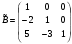 B̃ = ( 1 0 0
-2 1 0
5 -3 1 )